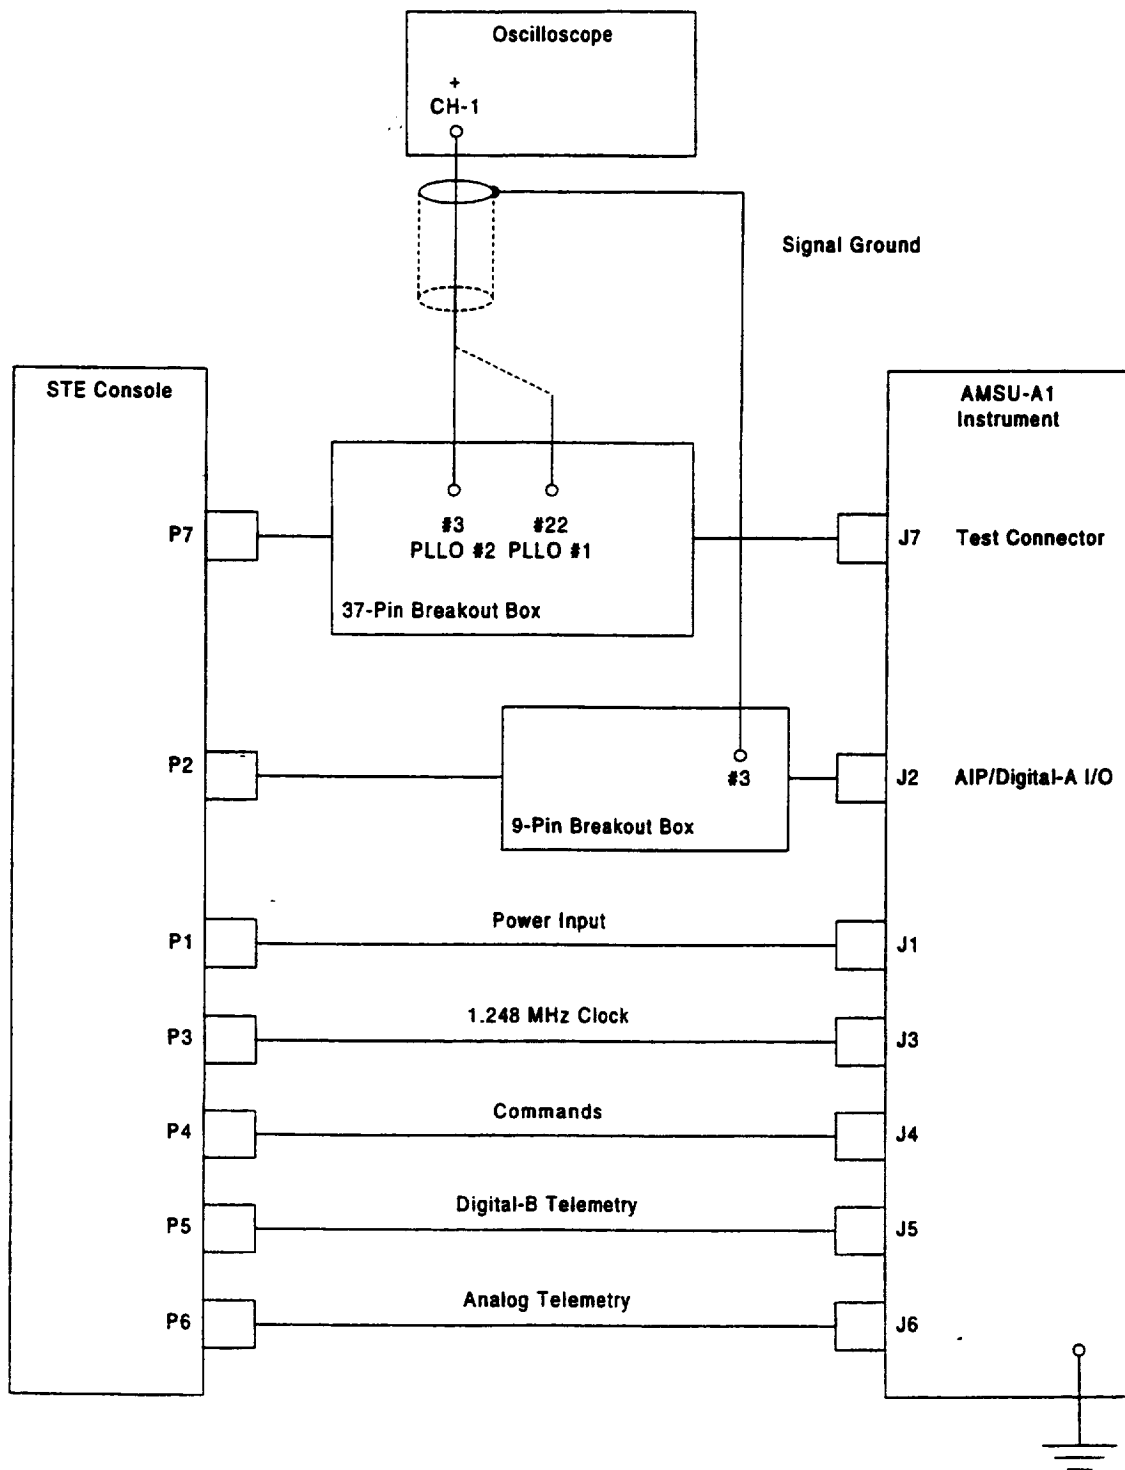 Oscilloscope
+
CH-1
Signal Ground
STE Console
AMSU-A1
Instrument
P7
#3
PLLO #2
#22
PLLO #1
37-Pin Breakout Box
J7
Test Connector
P2
#3
9-Pin Breakout Box
J2
AIP/Digital-A I/O
P1
Power Input
J1
P3
1.248 MHz Clock
J3
P4
Commands
J4
P5
Digital-B Telemetry
J5
P6
Analog Telemetry
J6